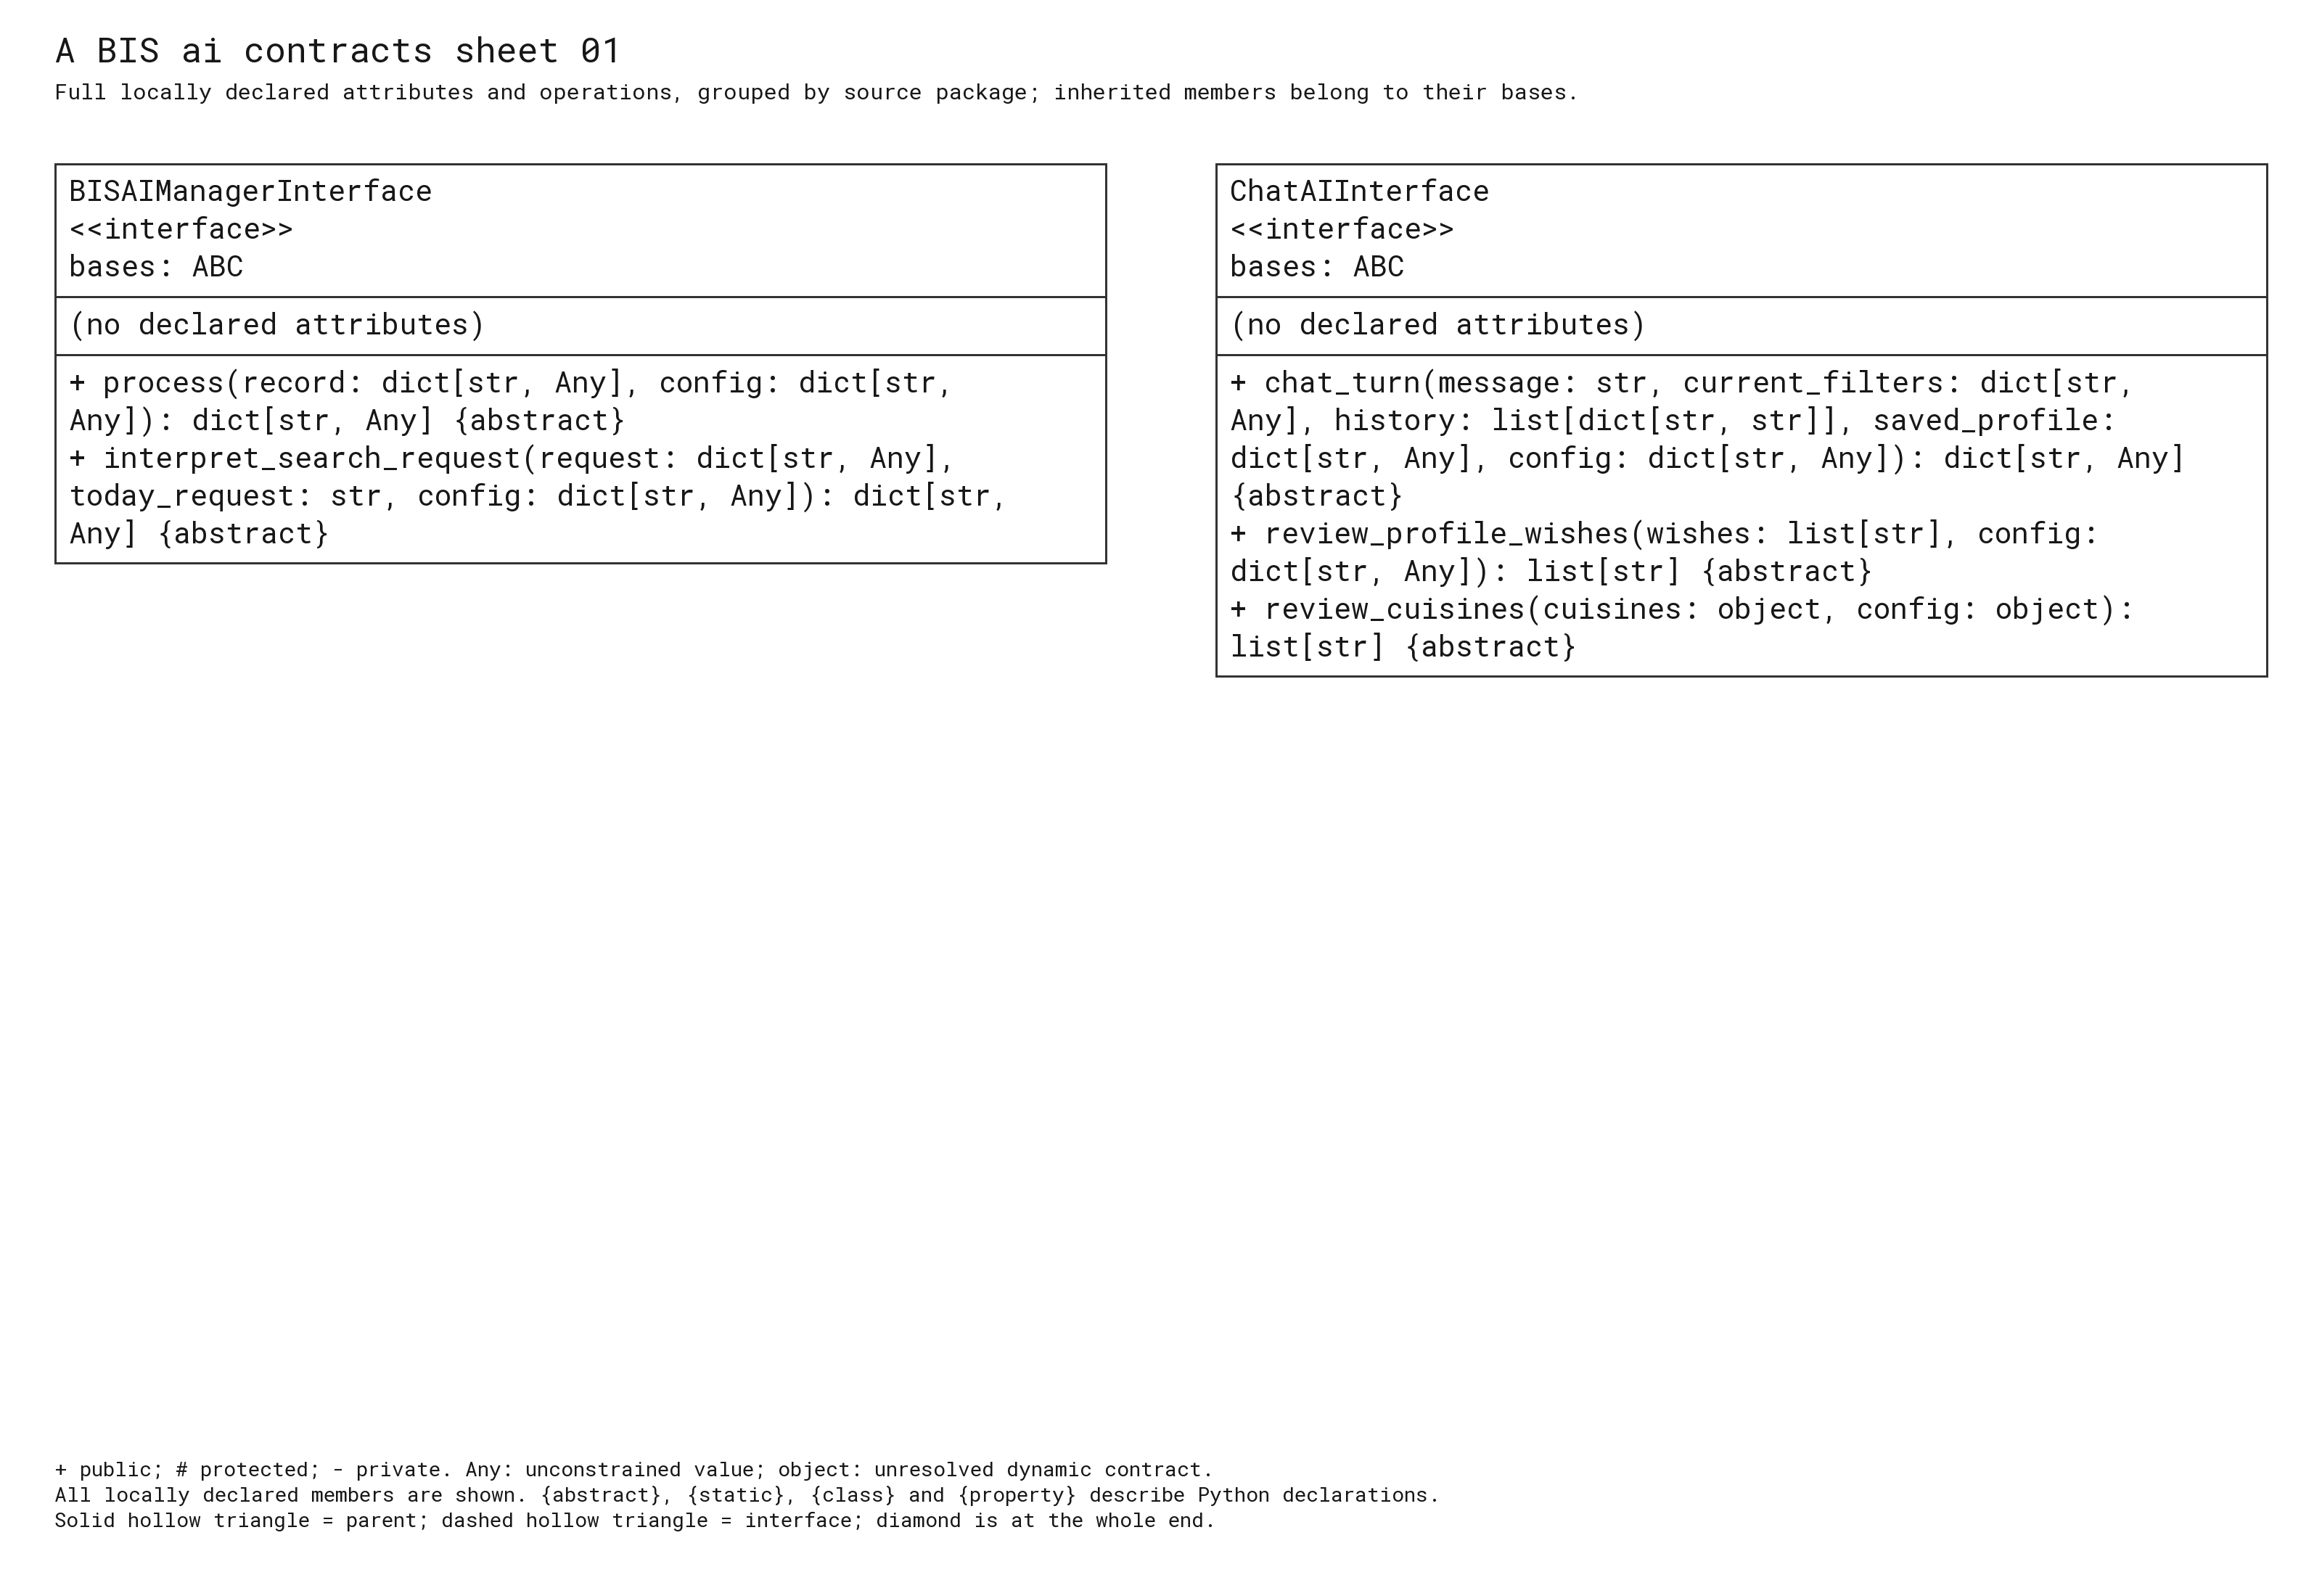 A BIS ai contracts sheet 01
Full locally declared attributes and operations, grouped by source package; inherited members belong to their bases.
BISAIManagerInterface
<<interface>>
bases: ABC
(no declared attributes)
+ process(record: dict[str, Any], config: dict[str,
Any]): dict[str, Any] {abstract}
+ interpret_search_request(request: dict[str, Any],
today_request: str, config: dict[str, Any]): dict[str,
Any] {abstract}
ChatAIInterface
<<interface>>
bases: ABC
(no declared attributes)
+ chat_turn(message: str, current_filters: dict[str,
Any], history: list[dict[str, str]], saved_profile:
dict[str, Any], config: dict[str, Any]): dict[str, Any]
{abstract}
+ review_profile_wishes(wishes: list[str], config:
dict[str, Any]): list[str] {abstract}
+ review_cuisines(cuisines: object, config: object):
list[str] {abstract}
+ public; # protected; - private. Any: unconstrained value; object: unresolved dynamic contract.
All locally declared members are shown. {abstract}, {static}, {class} and {property} describe Python declarations.
Solid hollow triangle = parent; dashed hollow triangle = interface; diamond is at the whole end.